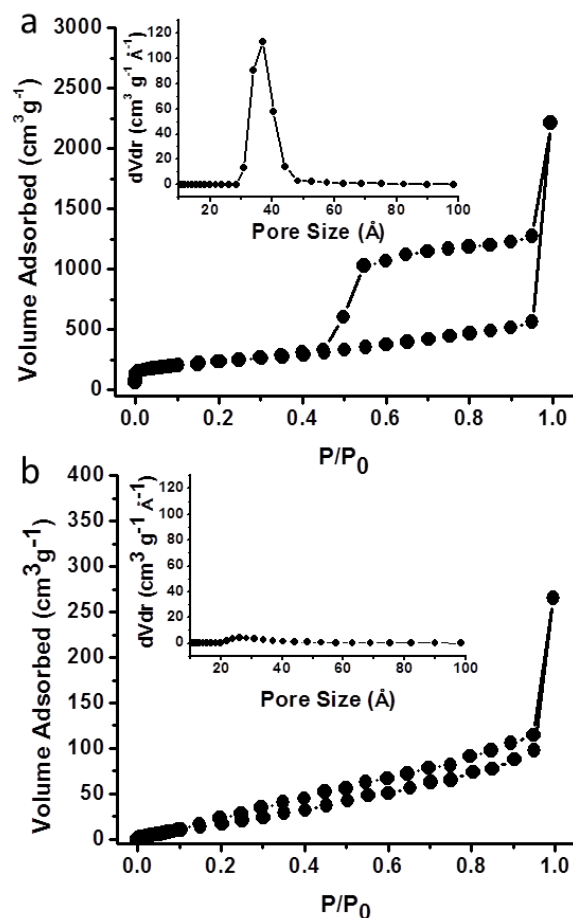 a
3000
2500
2000
1500
1000
500
0
Volume Adsorbed (cm³g⁻¹)
0.0 0.2 0.4 0.6 0.8 1.0
P/P₀
120
100
80
60
40
20
0
dVdr (cm³ g⁻¹ Å⁻¹)
20 40 60 80 100
Pore Size (Å)
b
400
350
300
250
200
150
100
50
0
Volume Adsorbed (cm³g⁻¹)
0.0 0.2 0.4 0.6 0.8 1.0
P/P₀
120
100
80
60
40
20
0
dVdr (cm³ g⁻¹ Å⁻¹)
20 40 60 80 100
Pore Size (Å)